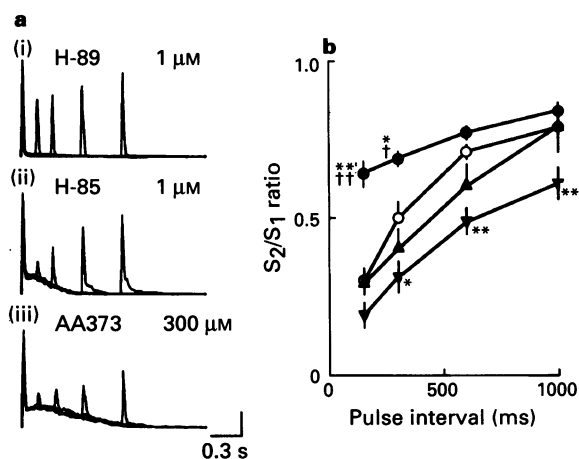 a
(i) H-89 1 µM
(ii) H-85 1 µM
(iii) AA373 300 µM
0.3 s
b
1.0
0.5
0
S2/S1 ratio
**'
††
*
†
*
**
**
0 500 1000
Pulse interval (ms)